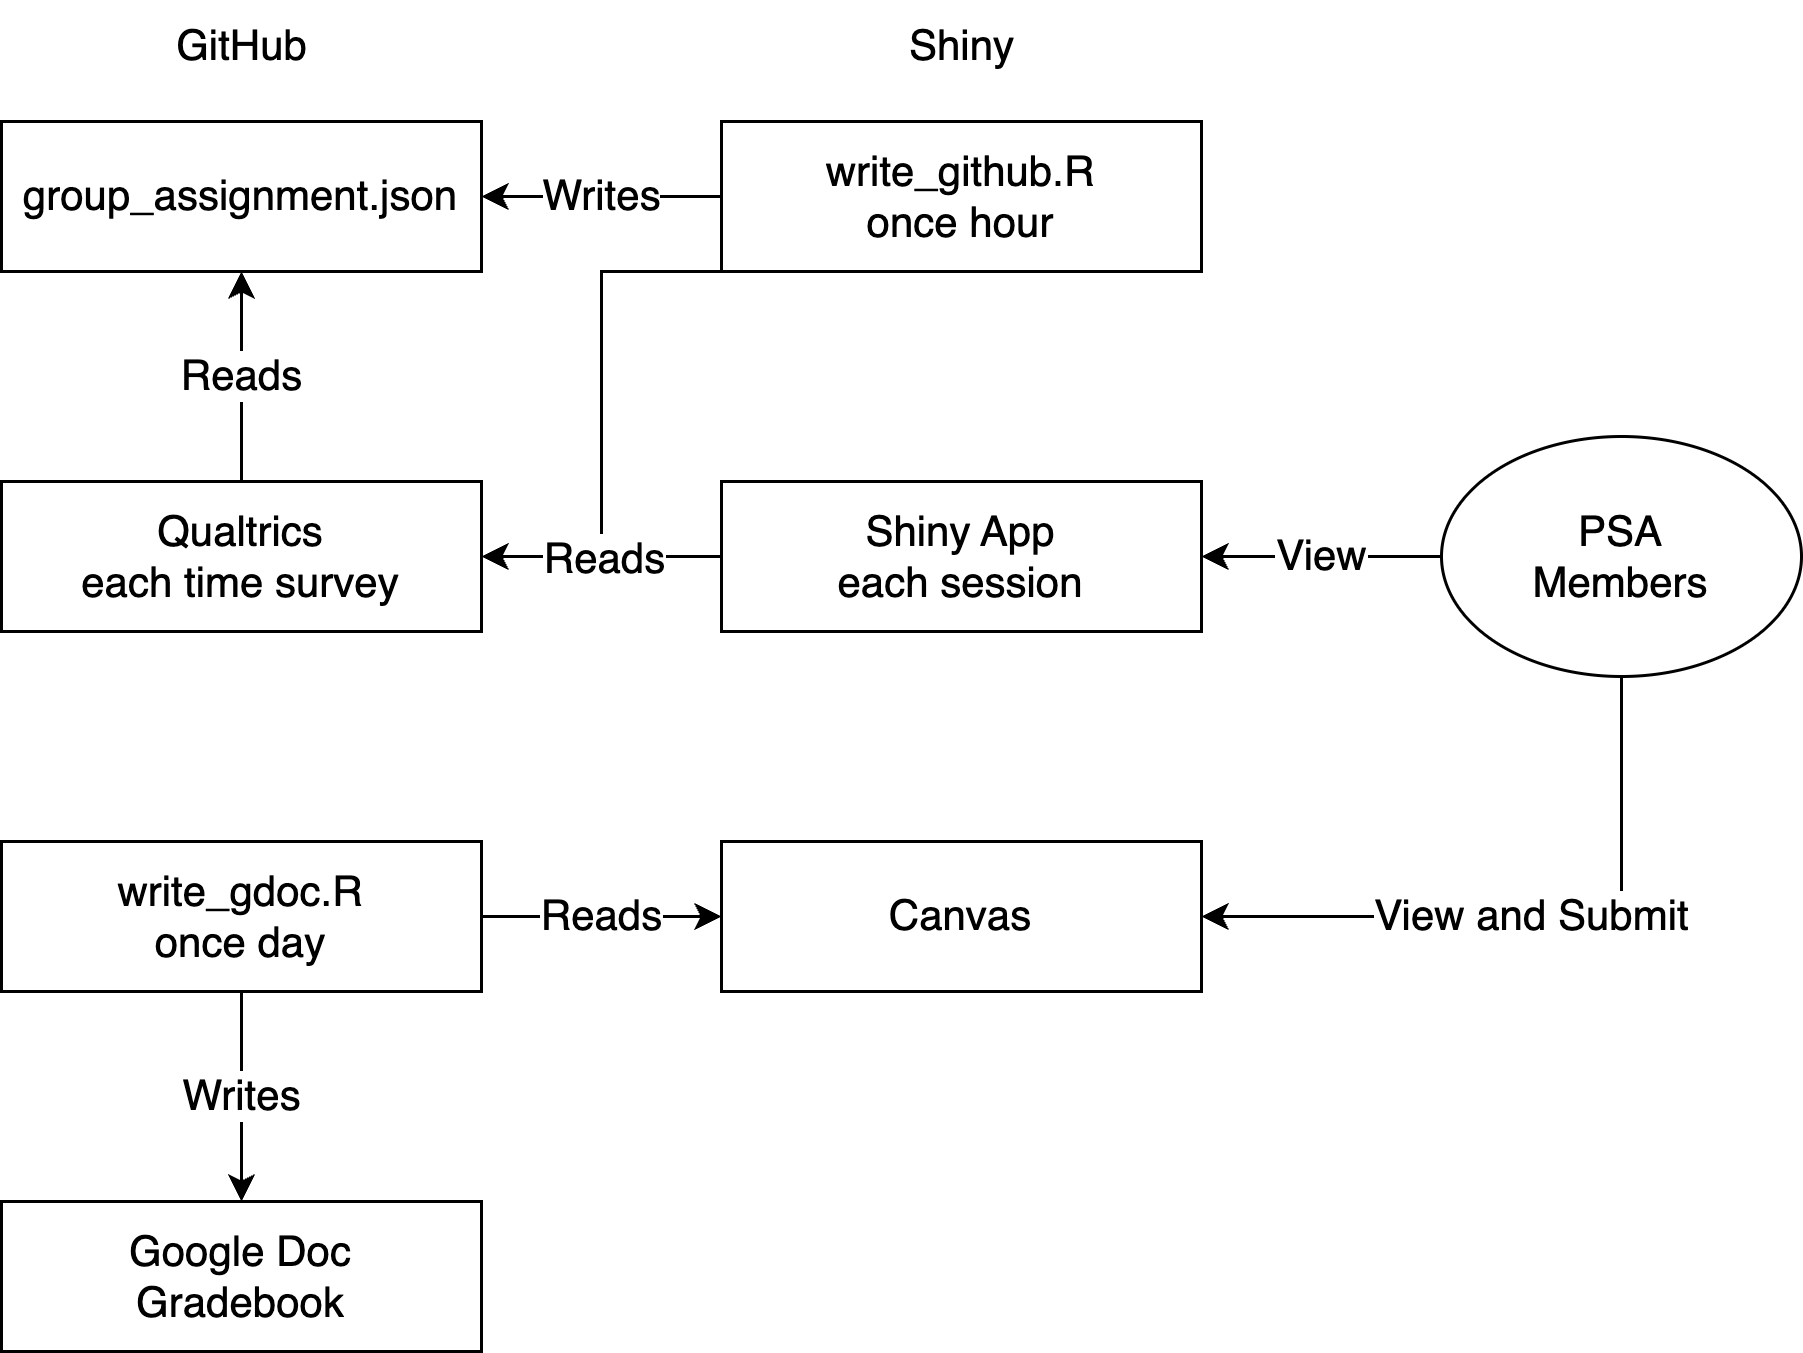 GitHub
Shiny
group_assignment.json
Writes
write_github.R
once hour
Reads
Qualtrics
each time survey
Reads
Shiny App
each session
View
PSA
Members
write_gdoc.R
once day
Reads
Canvas
View and Submit
Writes
Google Doc
Gradebook